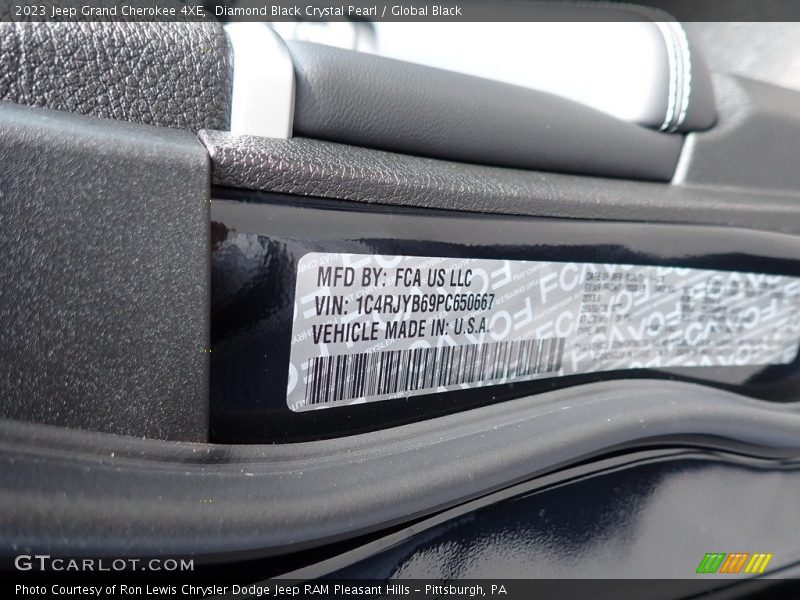 2023 Jeep Grand Cherokee 4XE, Diamond Black Crystal Pearl / Global Black
MFD BY: FCA US LLC
VIN: 1C4RJYB69PC650667
VEHICLE MADE IN: U.S.A.
GTCARLOT.COM
Photo Courtesy of Ron Lewis Chrysler Dodge Jeep RAM Pleasant Hills – Pittsburgh, PA